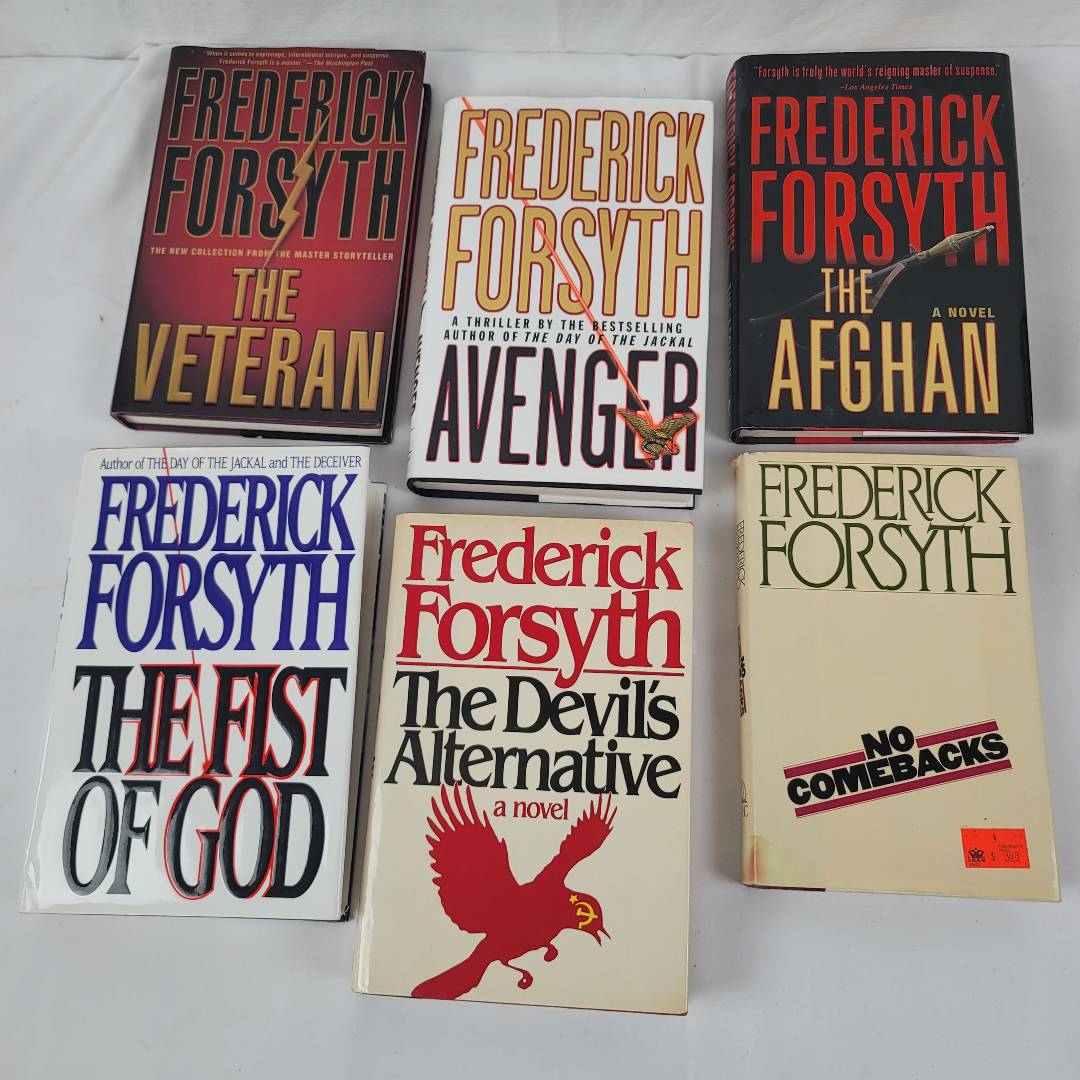 "When it comes to espionage, international intrigue, and suspense,
Frederick Forsyth is a master." —The Washington Post
FREDERICK
FORSYTH
THE NEW COLLECTION FROM THE MASTER STORYTELLER
THE
VETERAN
FREDERICK
FORSYTH
A THRILLER BY THE BESTSELLING
AUTHOR OF THE DAY OF THE JACKAL
AVENGER
"Forsyth is truly the world's reigning master of suspense."
—Los Angeles Times
FREDERICK
FORSYTH
THE
A NOVEL
AFGHAN
Author of THE DAY OF THE JACKAL and THE DECEIVER
FREDERICK
FORSYTH
THE FIST
OF GOD
Frederick
Forsyth
The Devil's
Alternative
a novel
FREDERICK
FORSYTH
NO
COMEBACKS
$ 3.98